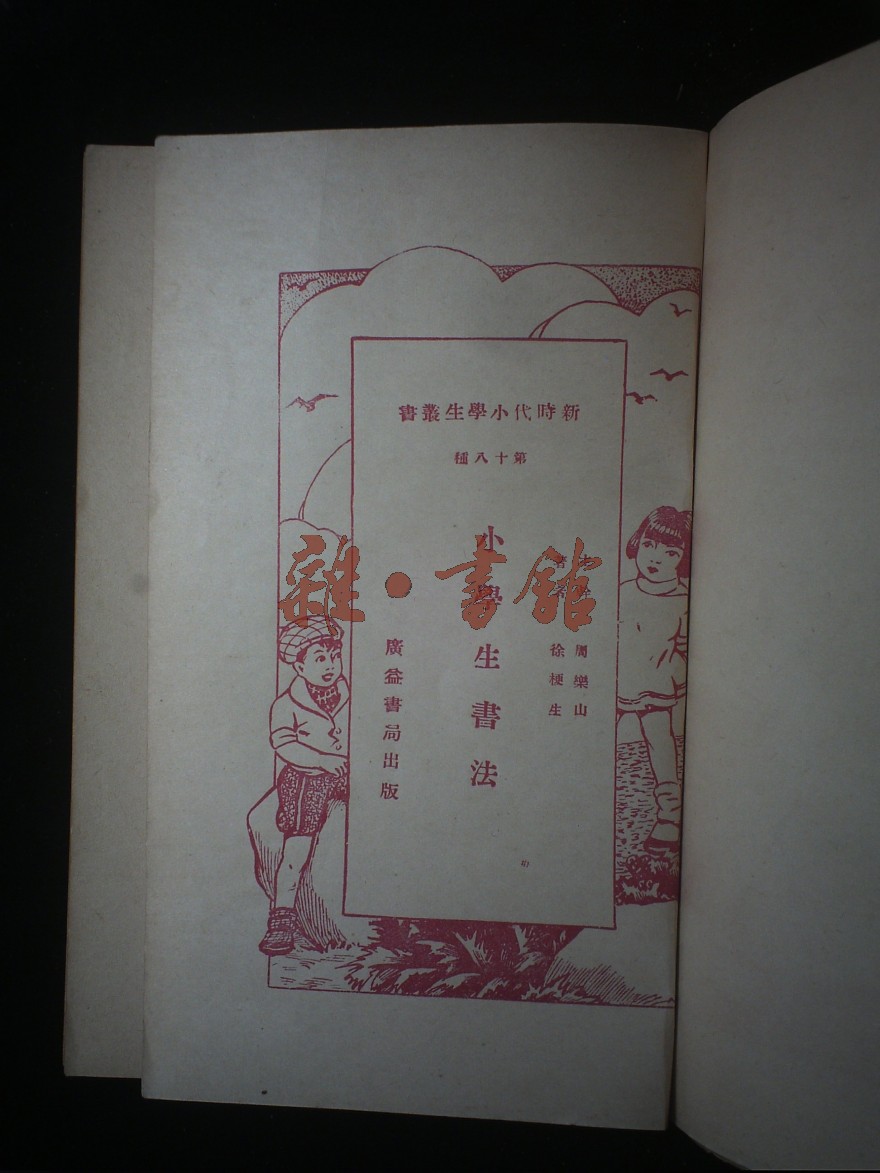 新時代小學生叢書
第十八種
周樂山
徐梗生
小學生書法
廣益書局出版
雜·書館